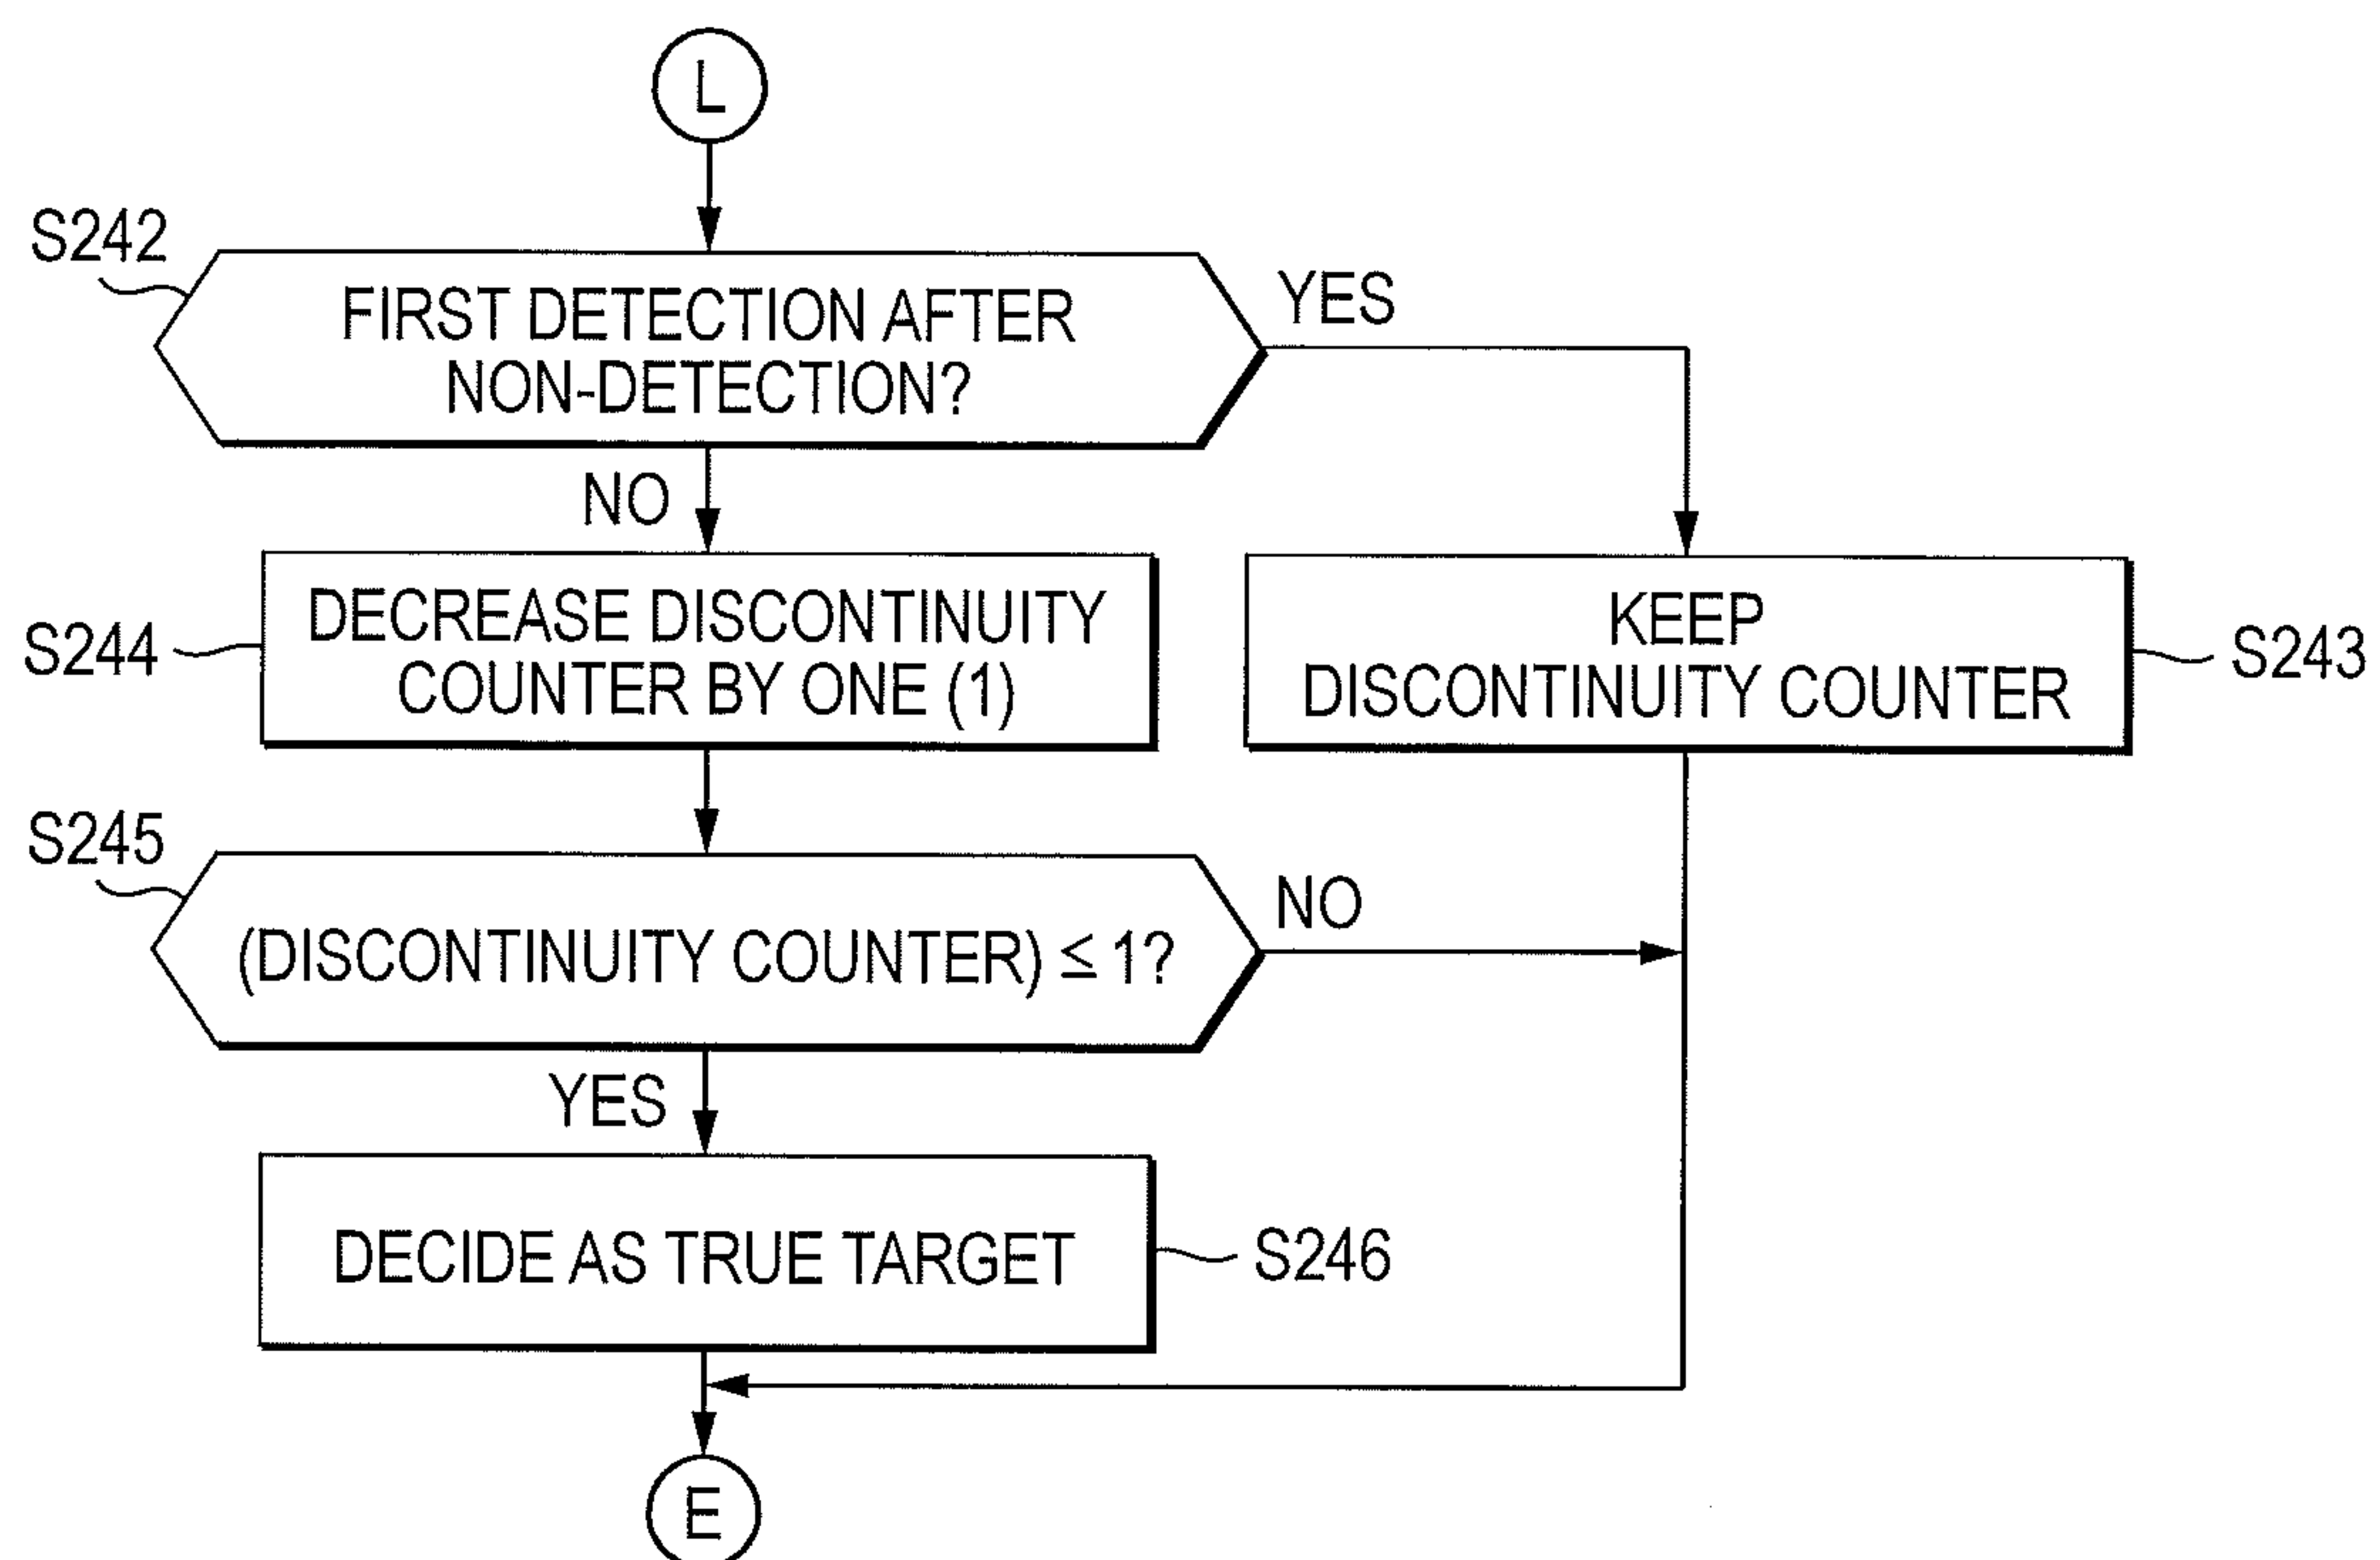 L
S242
FIRST DETECTION AFTER
NON-DETECTION?
YES
NO
S244
DECREASE DISCONTINUITY
COUNTER BY ONE (1)
KEEP
DISCONTINUITY COUNTER
S243
S245
(DISCONTINUITY COUNTER) ≤ 1?
NO
YES
DECIDE AS TRUE TARGET
S246
E